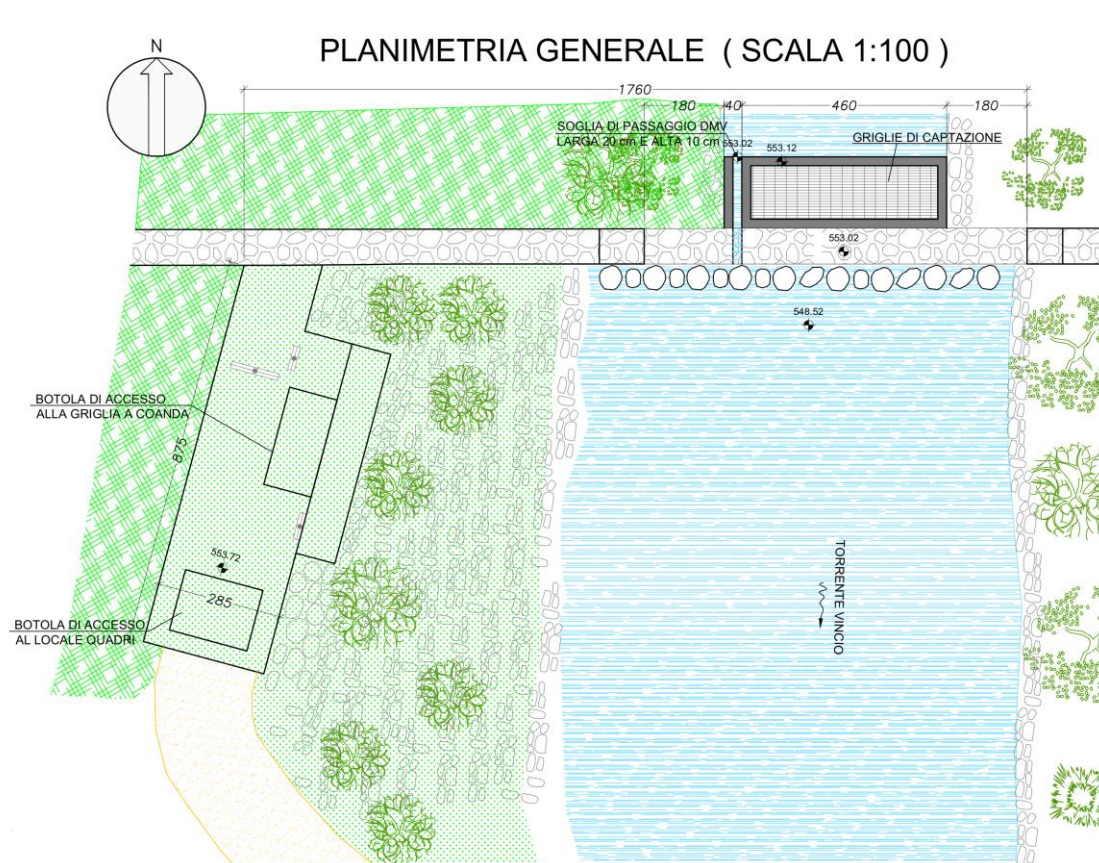 N
PLANIMETRIA GENERALE ( SCALA 1:100 )
1760
180
40
460
180
SOGLIA DI PASSAGGIO DMV
LARGA 20 cm E ALTA 10 cm
553.02
553.12
GRIGLIE DI CAPTAZIONE
553.02
548.52
BOTOLA DI ACCESSO
ALLA GRIGLIA A COANDA
875
553.72
285
BOTOLA DI ACCESSO
AL LOCALE QUADRI
TORRENTE VINCIO